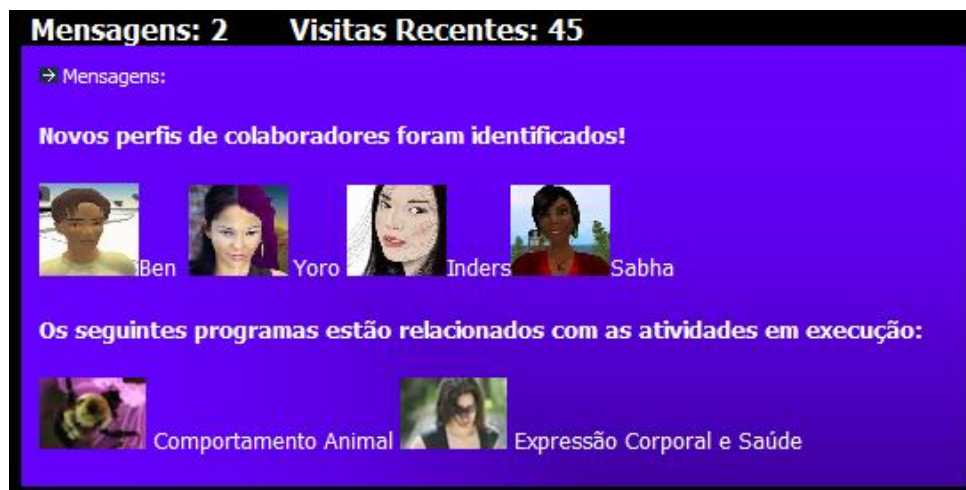 Mensagens: 2 Visitas Recentes: 45
Mensagens:
Novos perfis de colaboradores foram identificados!
Ben Yoro Inders Sabha
Os seguintes programas estão relacionados com as atividades em execução:
Comportamento Animal Expressão Corporal e Saúde